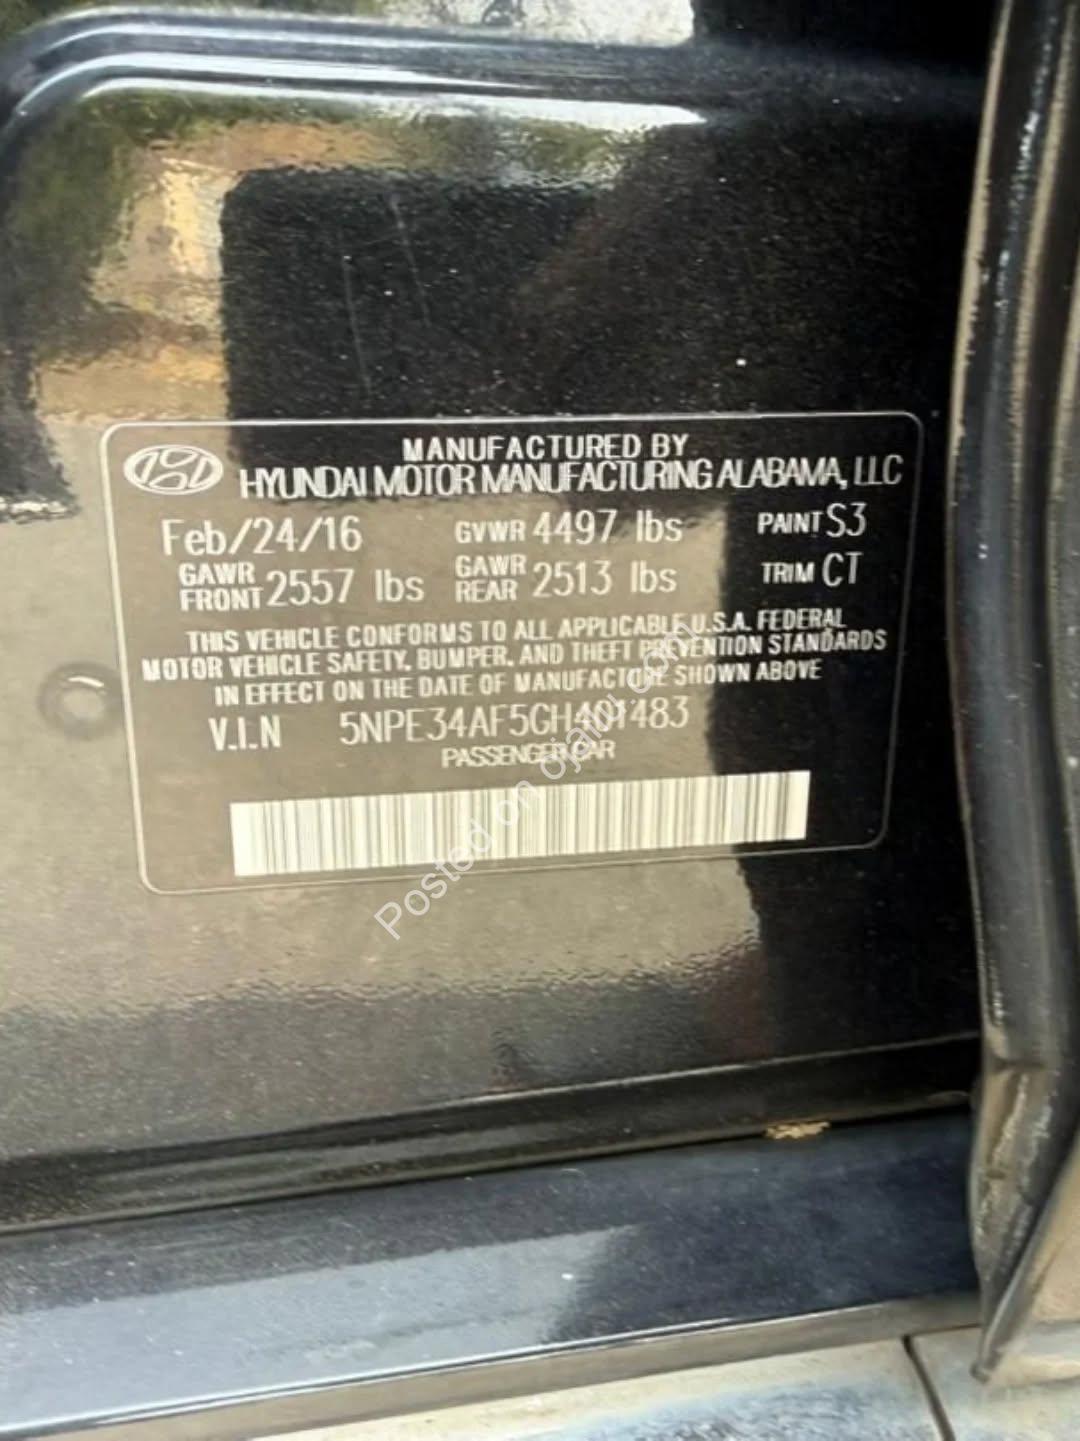 MANUFACTURED BY
HYUNDAI MOTOR MANUFACTURING ALABAMA, LLC
Feb/24/16 GVWR 4497 lbs PAINT S3
GAWR FRONT 2557 lbs GAWR REAR 2513 lbs TRIM CT
THIS VEHICLE CONFORMS TO ALL APPLICABLE U.S.A. FEDERAL
MOTOR VEHICLE SAFETY, BUMPER, AND THEFT PREVENTION STANDARDS
IN EFFECT ON THE DATE OF MANUFACTURE SHOWN ABOVE
V.I.N
PASSENGER CAR
Posted on ojalu.com